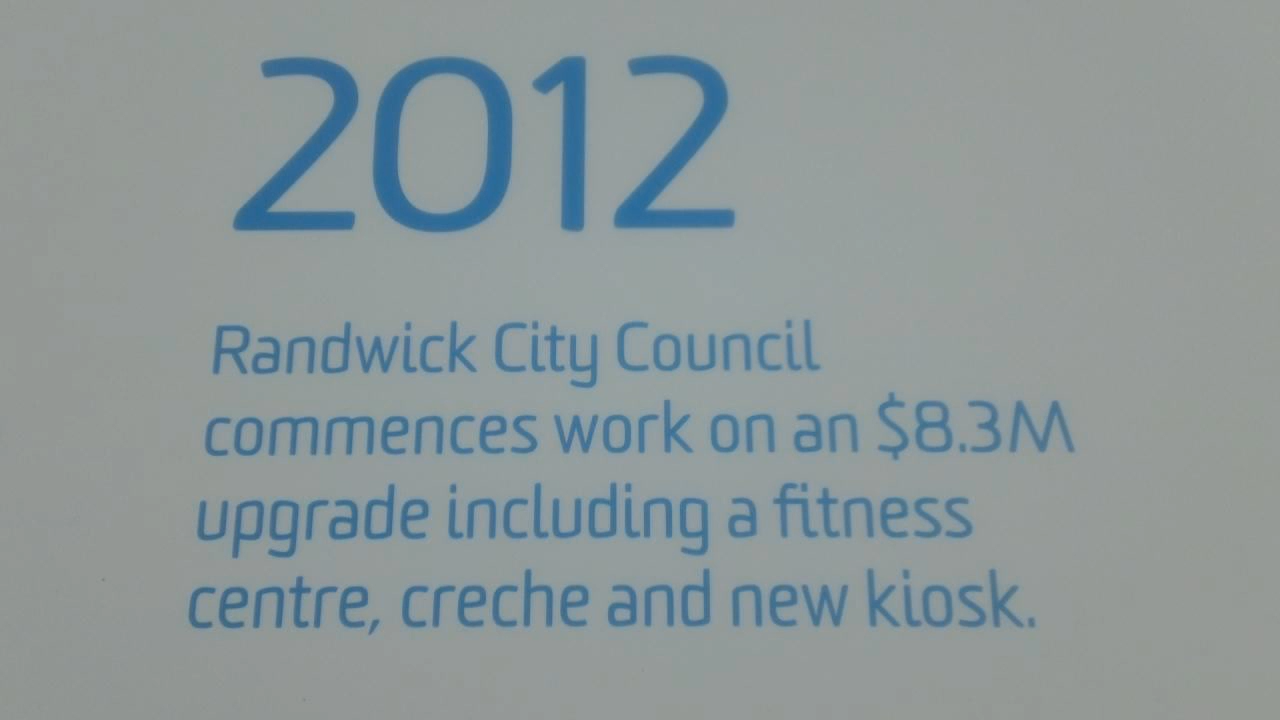 2012
Randwick City Council
commences work on an $8.3M
upgrade including a fitness
centre, creche and new kiosk.